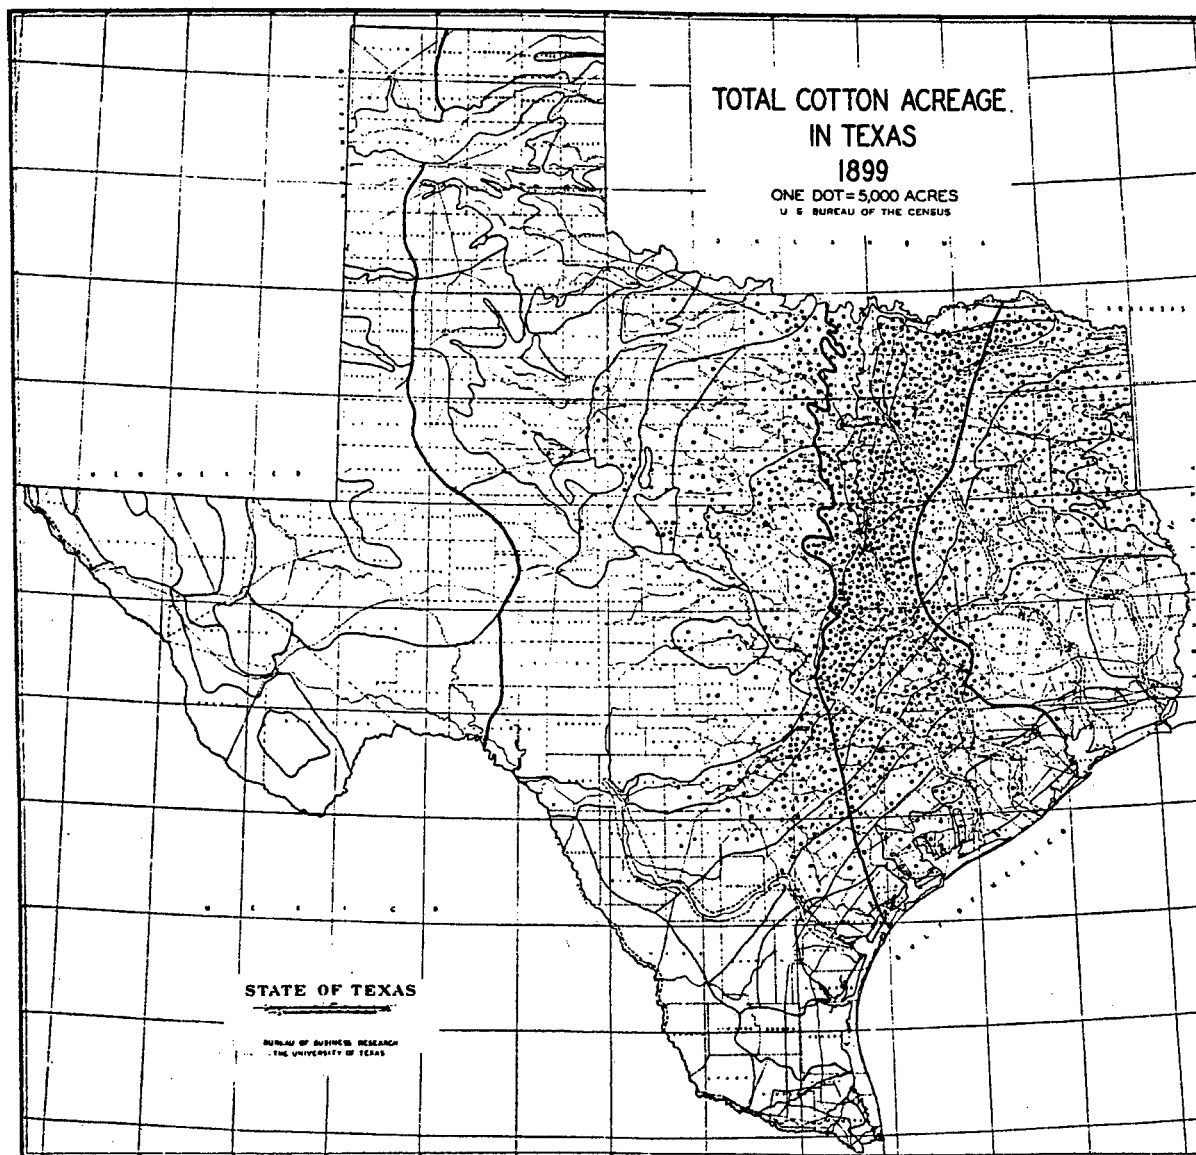 TOTAL COTTON ACREAGE.
IN TEXAS
1899
ONE DOT=5,000 ACRES
U S BUREAU OF THE CENSUS
O K L A H O M A
A R K A N S A S
N E W M E X I C O
M E X I C O
G U L F O F M E X I C O
STATE OF TEXAS
BUREAU OF BUSINESS RESEARCH
THE UNIVERSITY OF TEXAS